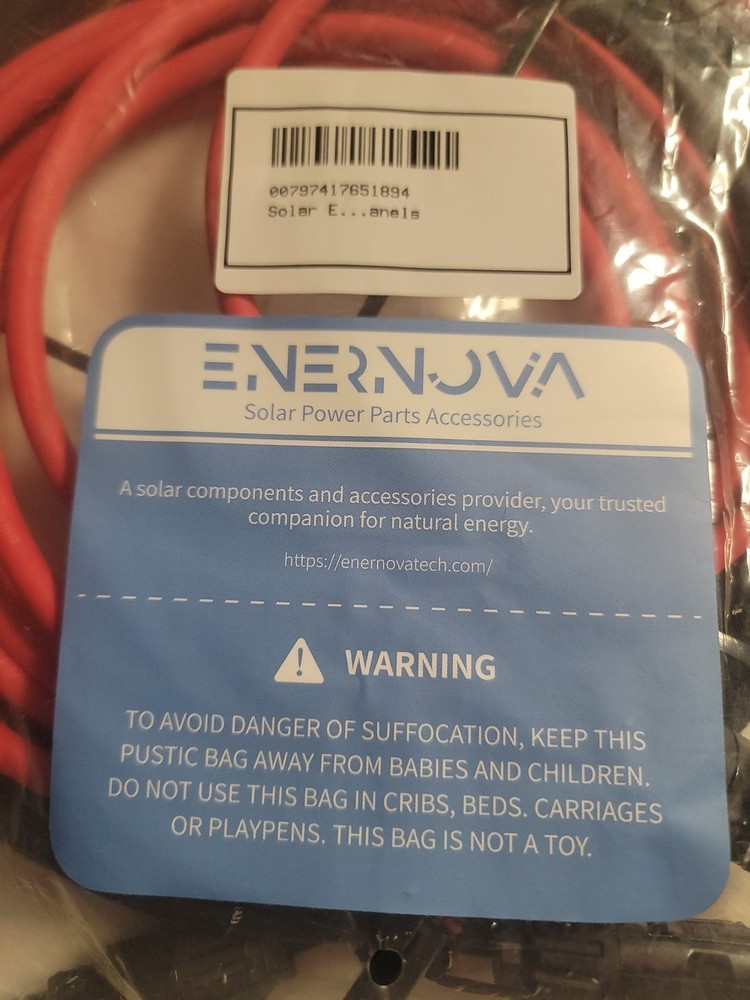 00797417651894
Solar E...anels
ENERNOVA
Solar Power Parts Accessories
A solar components and accessories provider, your trusted
companion for natural energy.
https://enernovatech.com/
WARNING
TO AVOID DANGER OF SUFFOCATION, KEEP THIS
PUSTIC BAG AWAY FROM BABIES AND CHILDREN.
DO NOT USE THIS BAG IN CRIBS, BEDS. CARRIAGES
OR PLAYPENS. THIS BAG IS NOT A TOY.